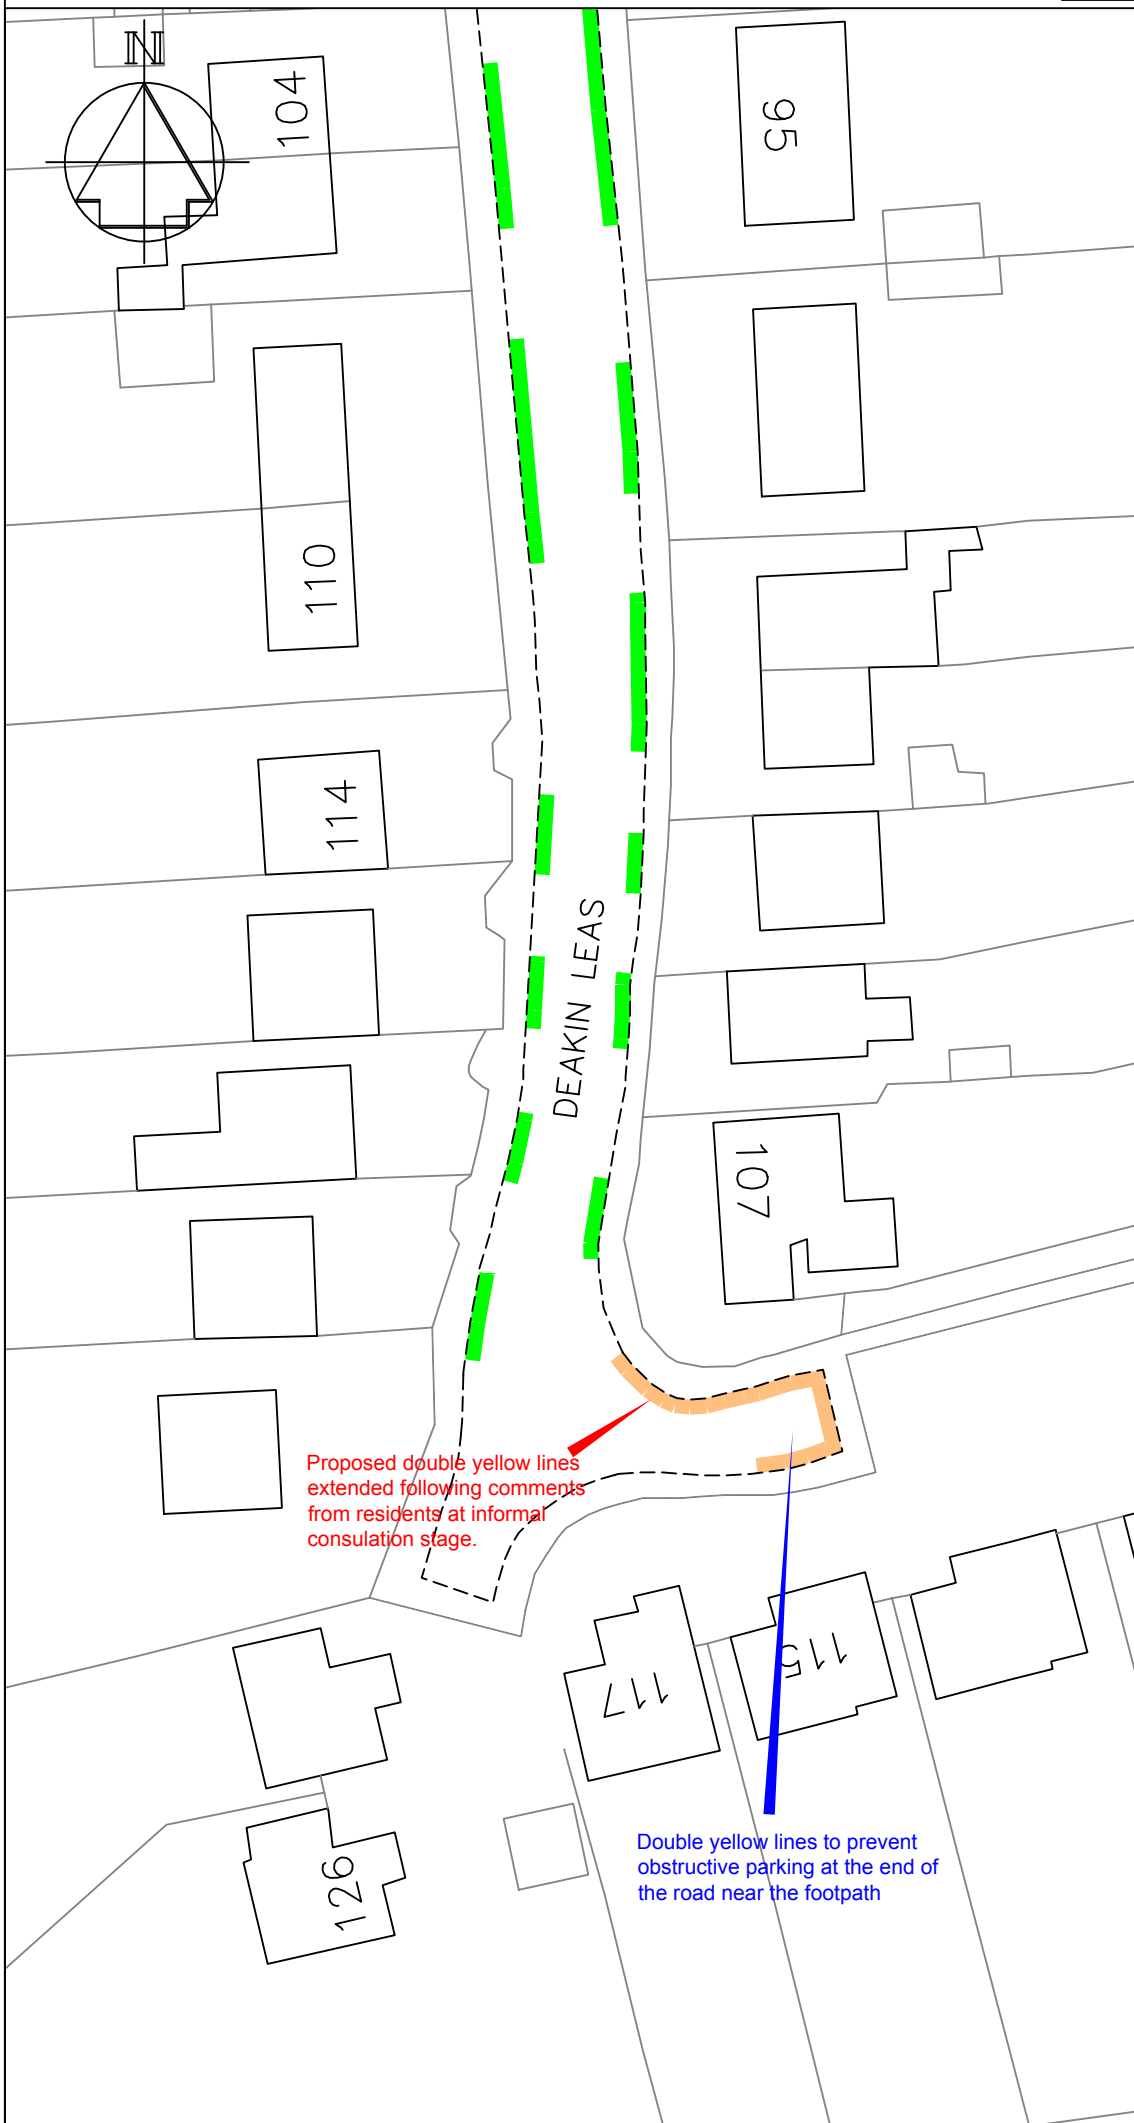 N
104
95
110
114
DEAKIN LEAS
107
Proposed double yellow lines
extended following comments
from residents at informal
consulation stage.
117
115
Double yellow lines to prevent
obstructive parking at the end of
the road near the footpath
126